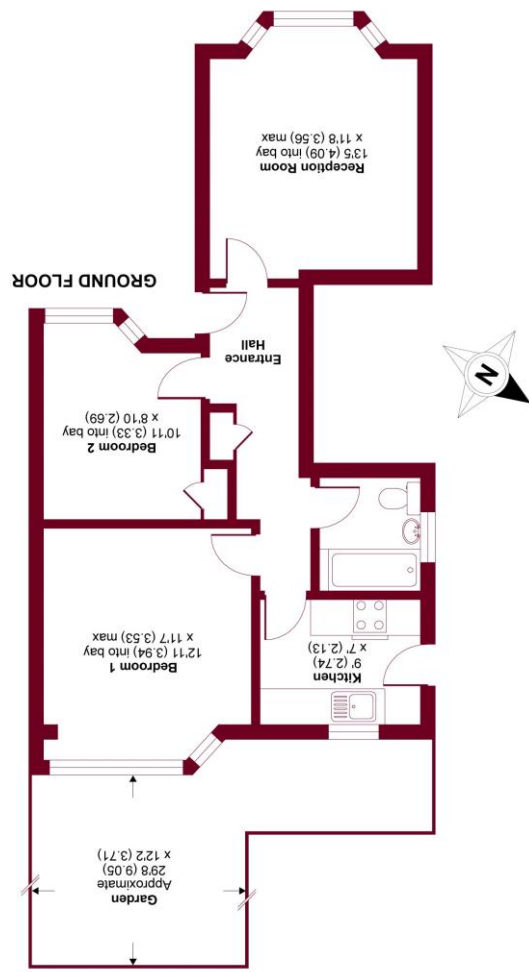 Garden
Approximate
29'8 (9.05)
x 12'2 (3.71)
Kitchen
9' (2.74)
x 7' (2.13)
Bedroom 1
12'11 (3.94) into bay
x 11'7 (3.53) max
Bedroom 2
10'11 (3.33) into bay
x 8'10 (2.69)
N
Entrance
Hall
GROUND FLOOR
Reception Room
13'5 (4.09) into bay
x 11'8 (3.56) max